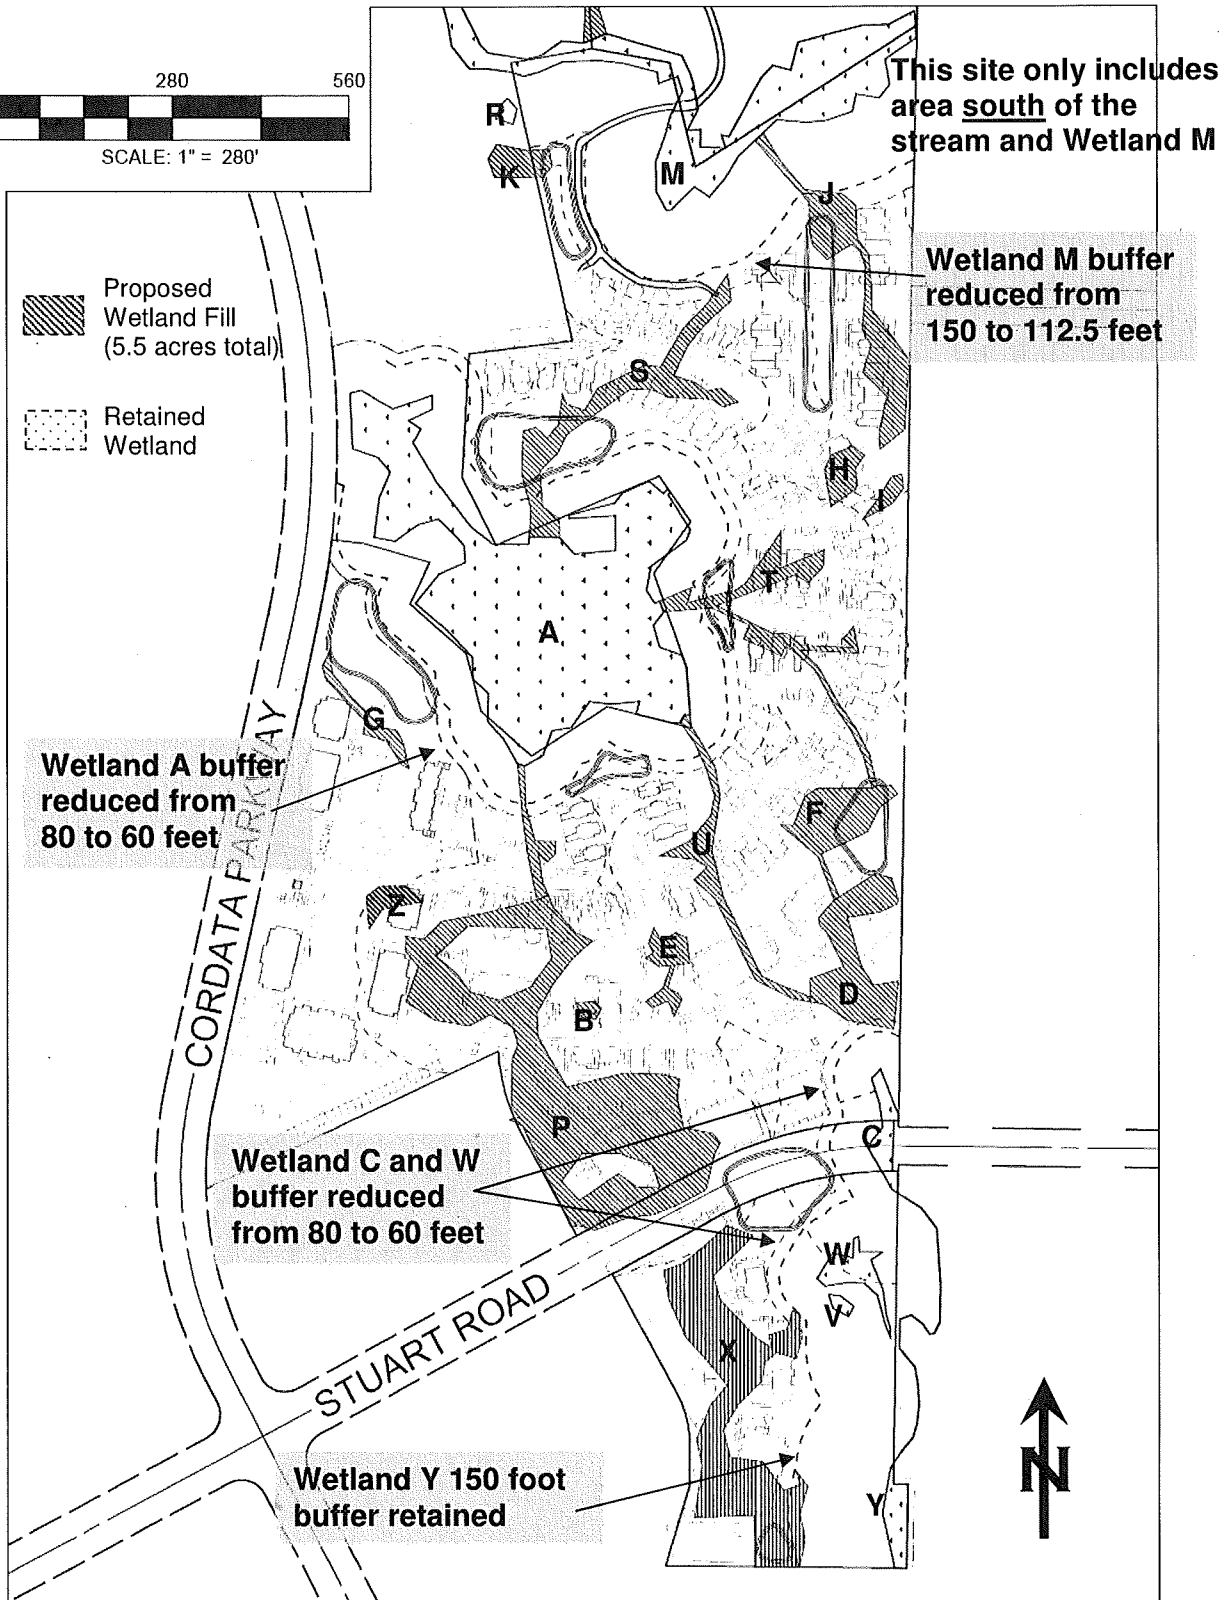 This site only includes
area south of the
stream and Wetland M
280
560
SCALE: 1" = 280'
R
K
M
J
Wetland M buffer
reduced from
150 to 112.5 feet
Proposed
Wetland Fill
(5.5 acres total)
Retained
Wetland
S
H
I
T
A
G
Wetland A buffer
reduced from
80 to 60 feet
CORDATA PARKWAY
F
U
Z
E
D
B
P
C
Wetland C and W
buffer reduced
from 80 to 60 feet
W
V
X
STUART ROAD
Wetland Y 150 foot
buffer retained
Y
N